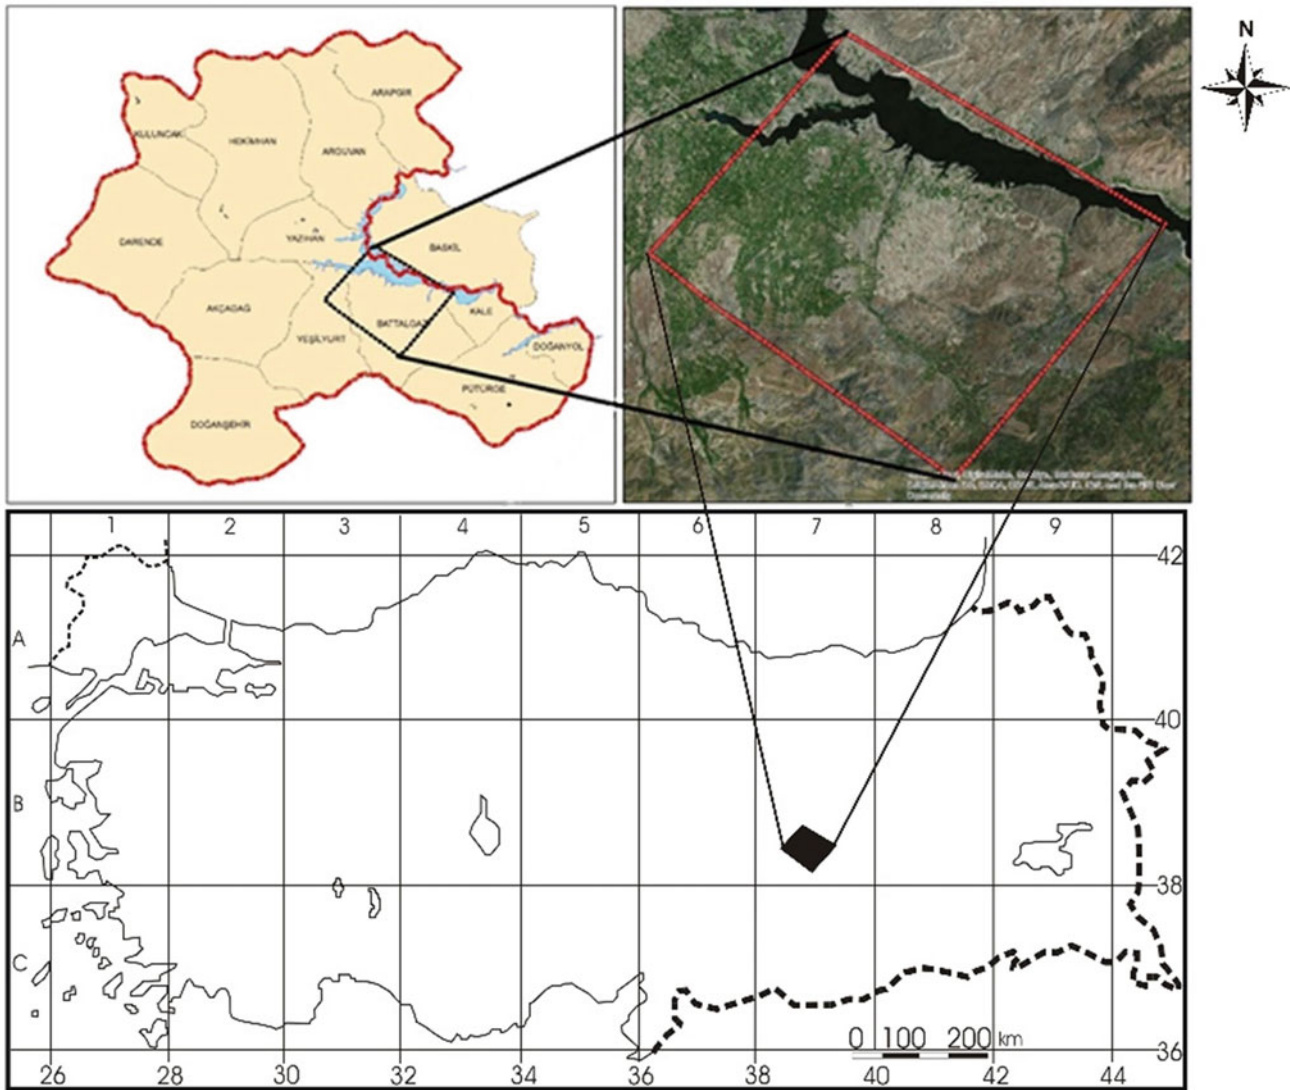 N
ARAPGİR
KULUNCAK
HEKİMHAN
ARGUVAN
DARENDE
YAZIHAN
BASKİL
AKÇADAĞ
BATTALGAZİ
KALE
YEŞİLYURT
DOĞANYOL
PÜTÜRGE
DOĞANŞEHİR
1 2 3 4 5 6 7 8 9
42
A
40
B
38
C
0 100 200 km
36
26 28 30 32 34 36 38 40 42 44